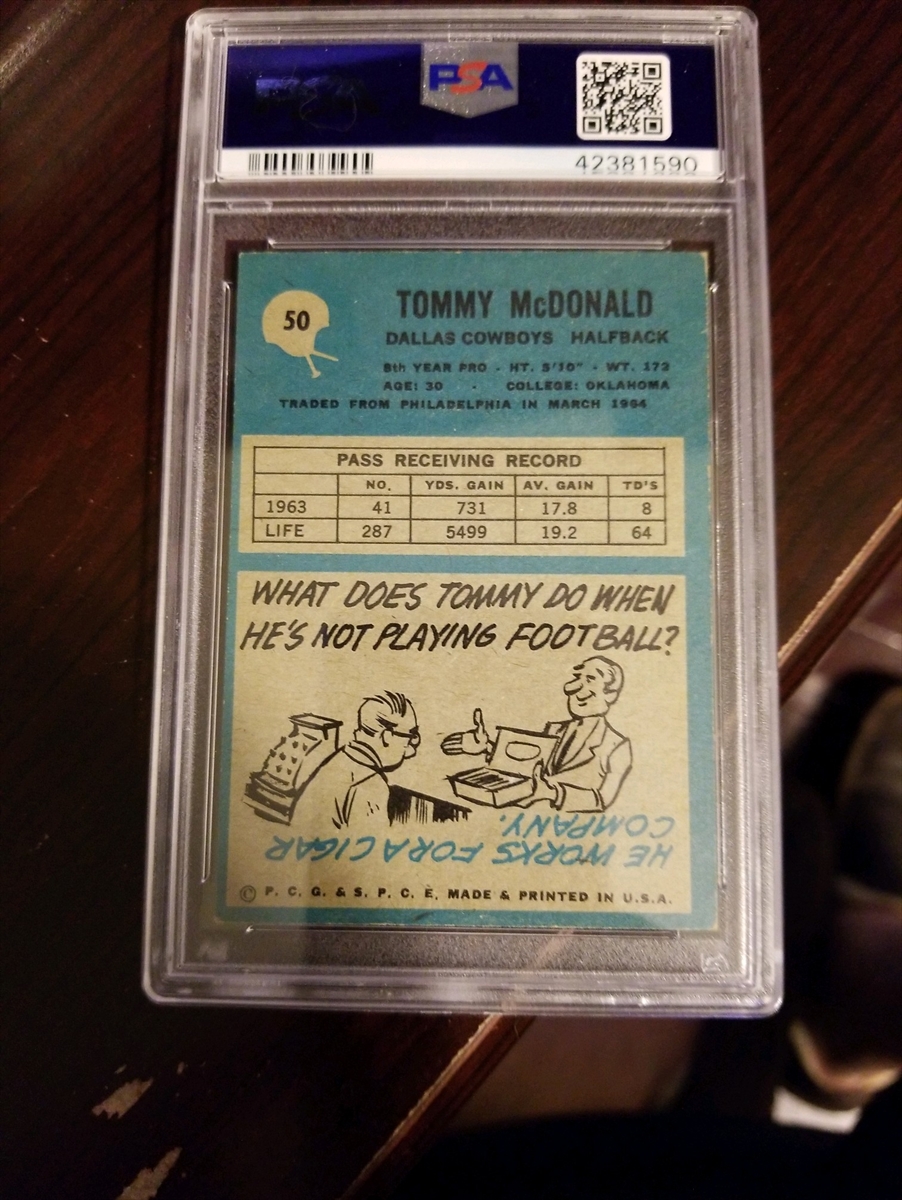 PSA
42381590
50
TOMMY McDONALD
DALLAS COWBOYS HALFBACK
8th YEAR PRO - HT. 5'10" - WT. 172
AGE: 30 - COLLEGE: OKLAHOMA
TRADED FROM PHILADELPHIA IN MARCH 1964
PASS RECEIVING RECORD
NO. YDS. GAIN AV. GAIN TD'S
1963 41 731 17.8 8
LIFE 287 5499 19.2 64
WHAT DOES TOMMY DO WHEN
HE'S NOT PLAYING FOOTBALL?
HE WORKS FOR A CIGAR
COMPANY.
© P. C. G. & S. P. C. E. MADE & PRINTED IN U.S.A.